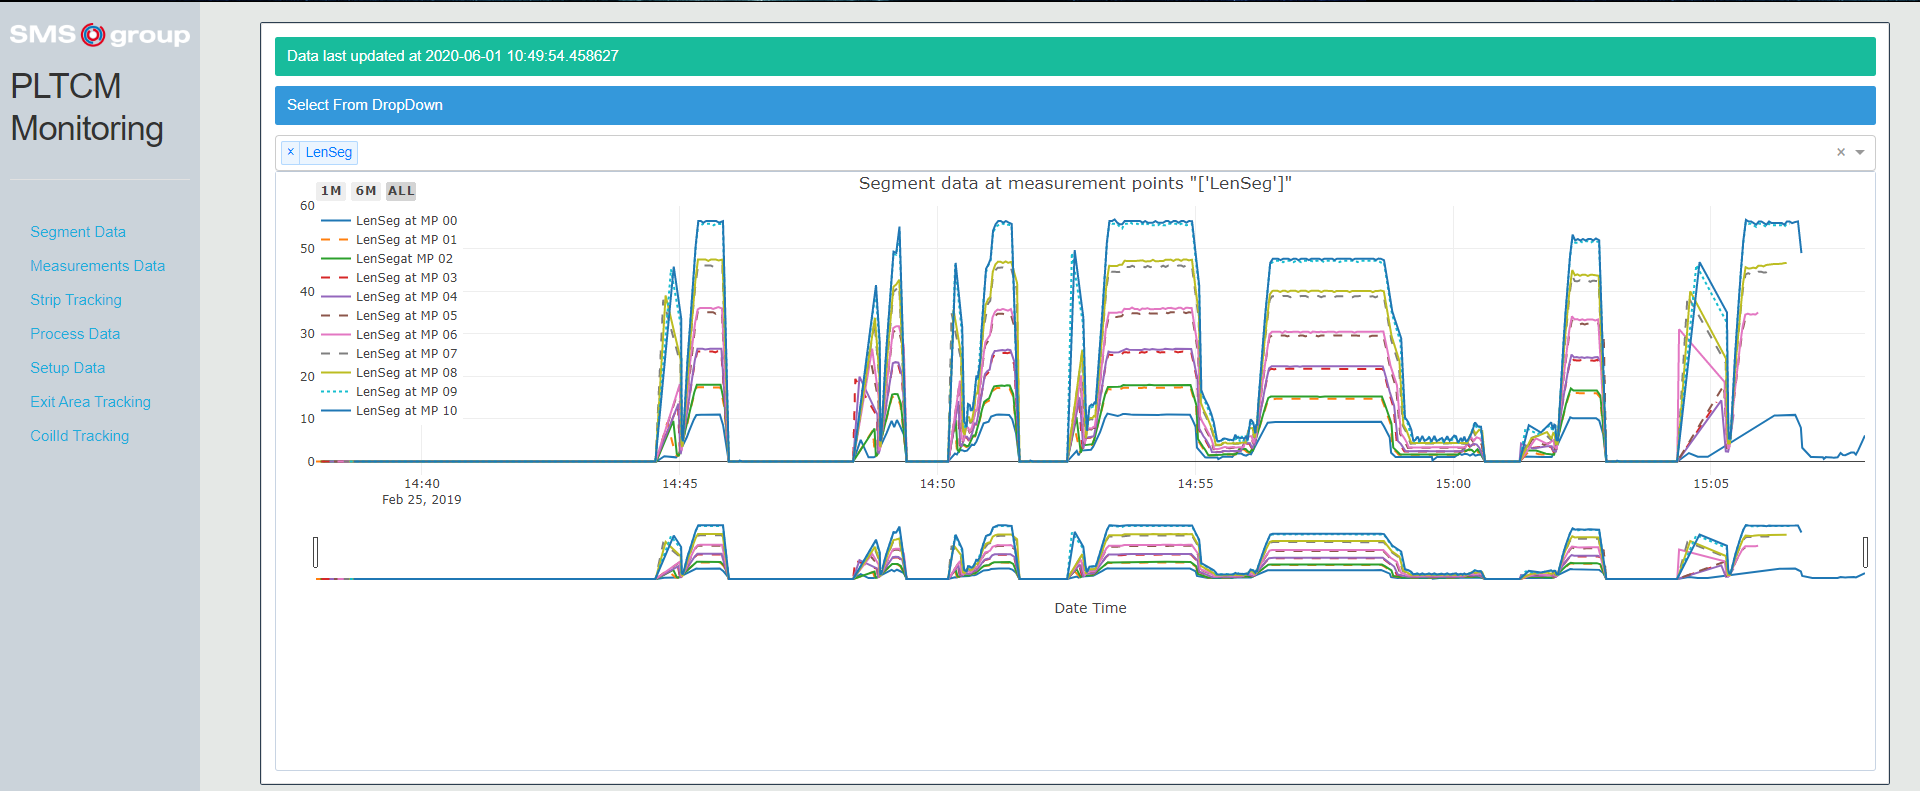 SMS group
PLTCM
Monitoring
Segment Data
Measurements Data
Strip Tracking
Process Data
Setup Data
Exit Area Tracking
CoilId Tracking
Data last updated at 2020-06-01 10:49:54.458627
Select From DropDown
× LenSeg
×
1M 6M ALL
Segment data at measurement points "['LenSeg']"
60
50
40
30
20
10
0
LenSeg at MP 00
LenSeg at MP 01
LenSegat MP 02
LenSeg at MP 03
LenSeg at MP 04
LenSeg at MP 05
LenSeg at MP 06
LenSeg at MP 07
LenSeg at MP 08
LenSeg at MP 09
LenSeg at MP 10
14:40 14:45 14:50 14:55 15:00 15:05
Feb 25, 2019
Date Time